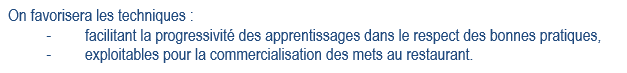 On favorisera les techniques :
- facilitant la progressivité des apprentissages dans le respect des bonnes pratiques,
- exploitables pour la commercialisation des mets au restaurant.